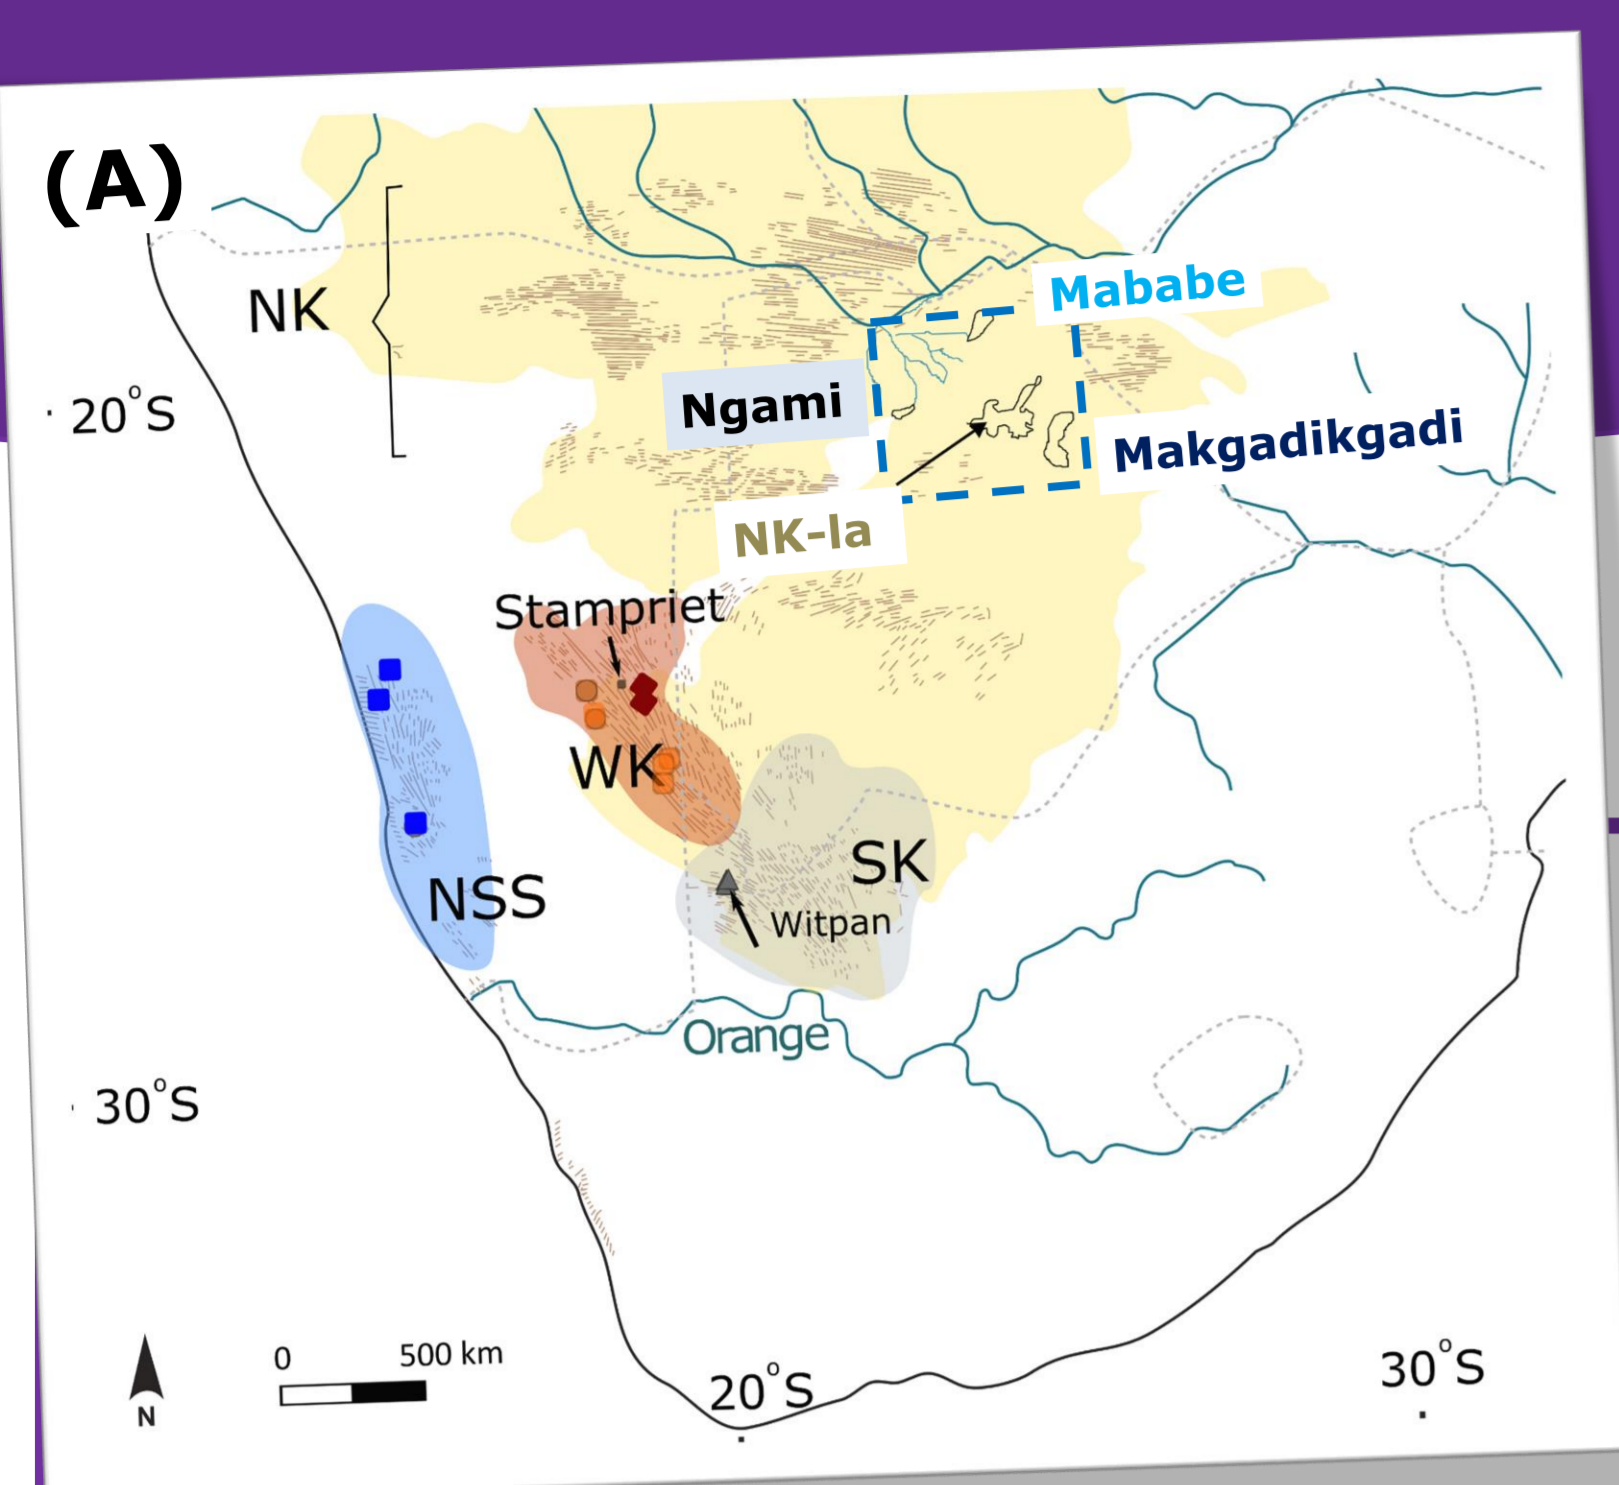 (A)
NK
Mababe
Ngami
20°S
Makgadikgadi
NK-la
Stampriet
WK
SK
NSS
Witpan
Orange
30°S
0 500 km
N
20°S
30°S